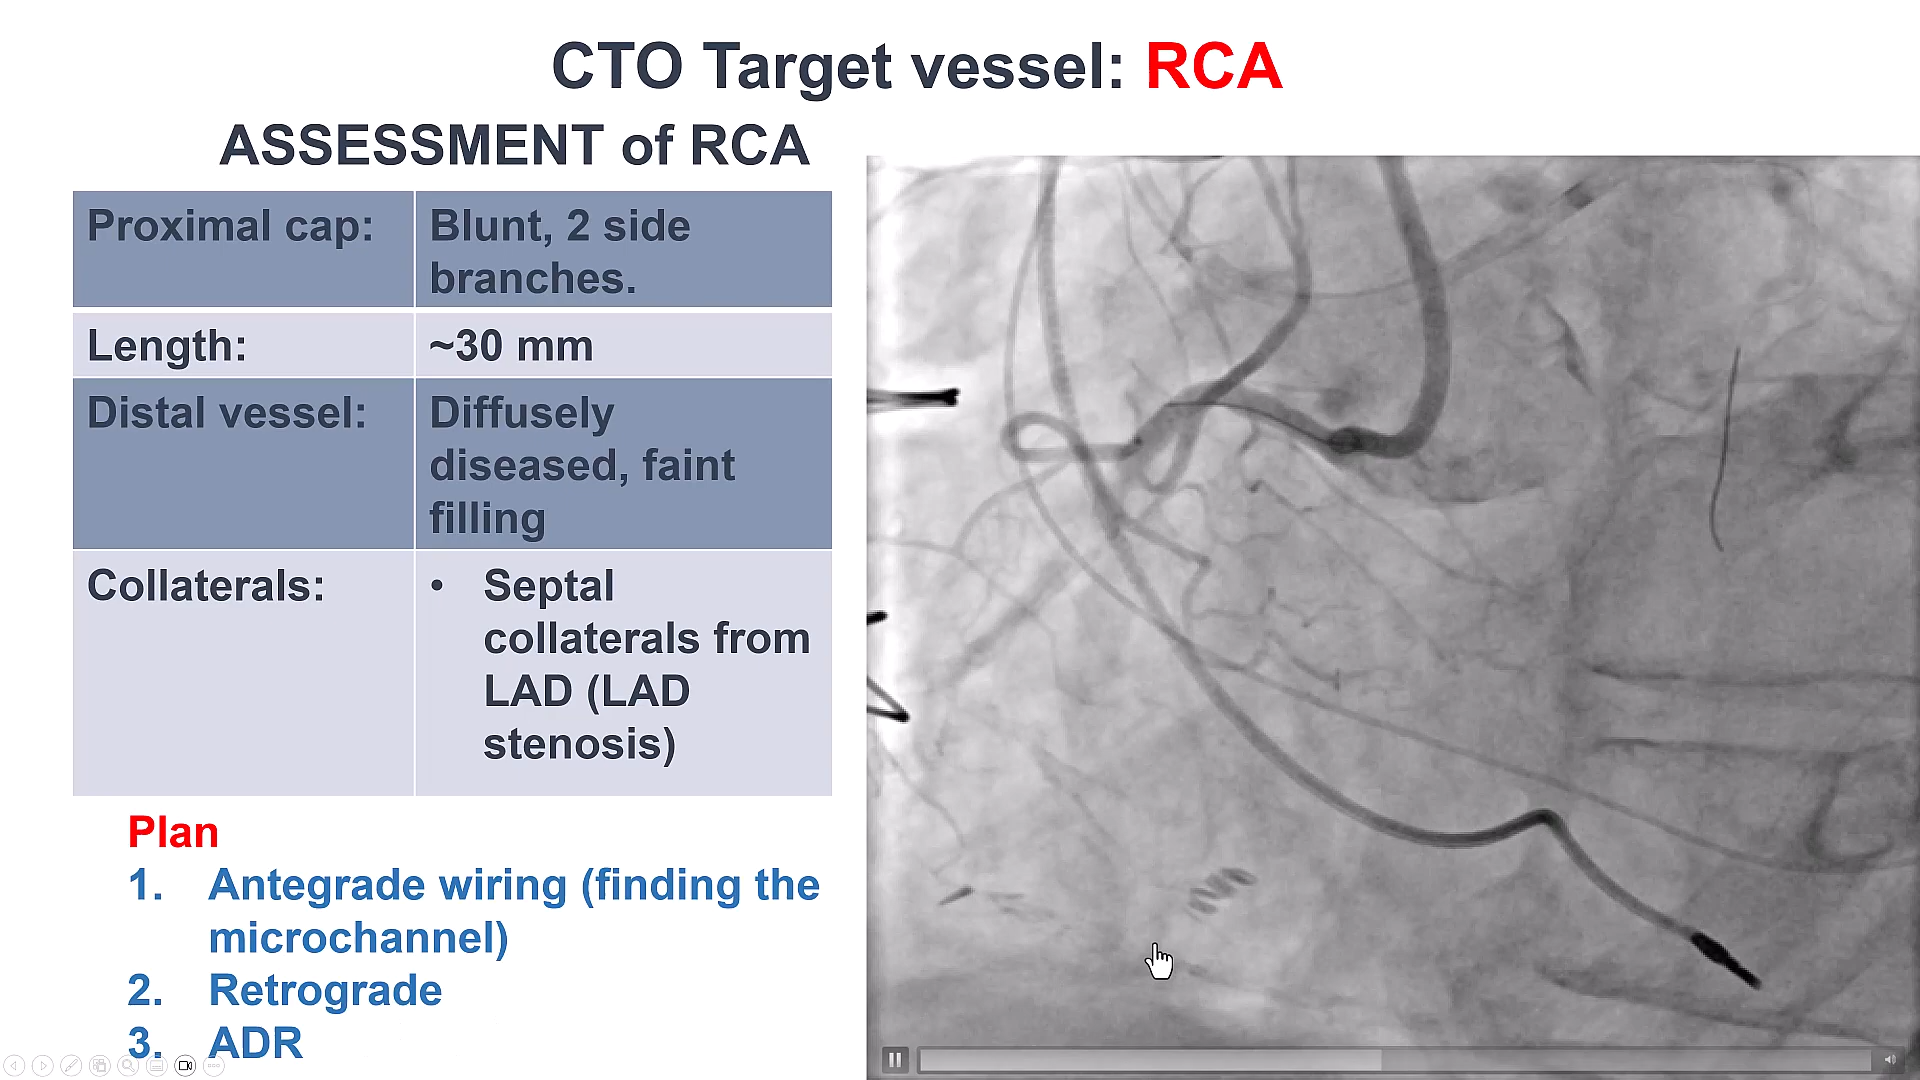 CTO Target vessel: RCA
ASSESSMENT of RCA
Proximal cap:
Blunt, 2 side
branches.
Length:
~30 mm
Distal vessel:
Diffusely
diseased, faint
filling
Collaterals:
• Septal
collaterals from
LAD (LAD
stenosis)
Plan
1. Antegrade wiring (finding the
microchannel)
2. Retrograde
3. ADR